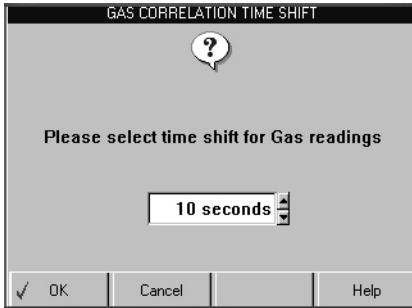 GAS CORRELATION TIME SHIFT
?
Please select time shift for Gas readings
10 seconds
OK
Cancel
Help